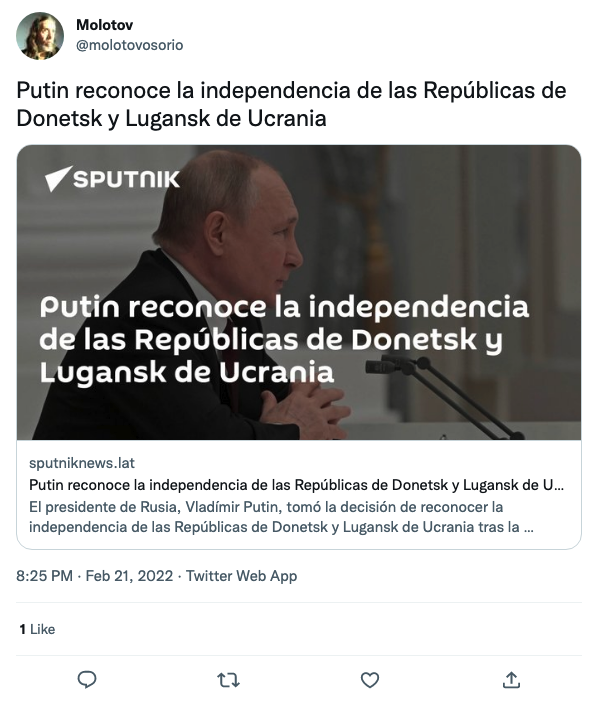 Molotov
@molotovosorio
Putin reconoce la independencia de las Repúblicas de
Donetsk y Lugansk de Ucrania
SPUTNIK
Putin reconoce la independencia
de las Repúblicas de Donetsk y
Lugansk de Ucrania
sputniknews.lat
Putin reconoce la independencia de las Repúblicas de Donetsk y Lugansk de U...
El presidente de Rusia, Vladímir Putin, tomó la decisión de reconocer la
independencia de las Repúblicas de Donetsk y Lugansk de Ucrania tras la ...
8:25 PM · Feb 21, 2022 · Twitter Web App
1 Like